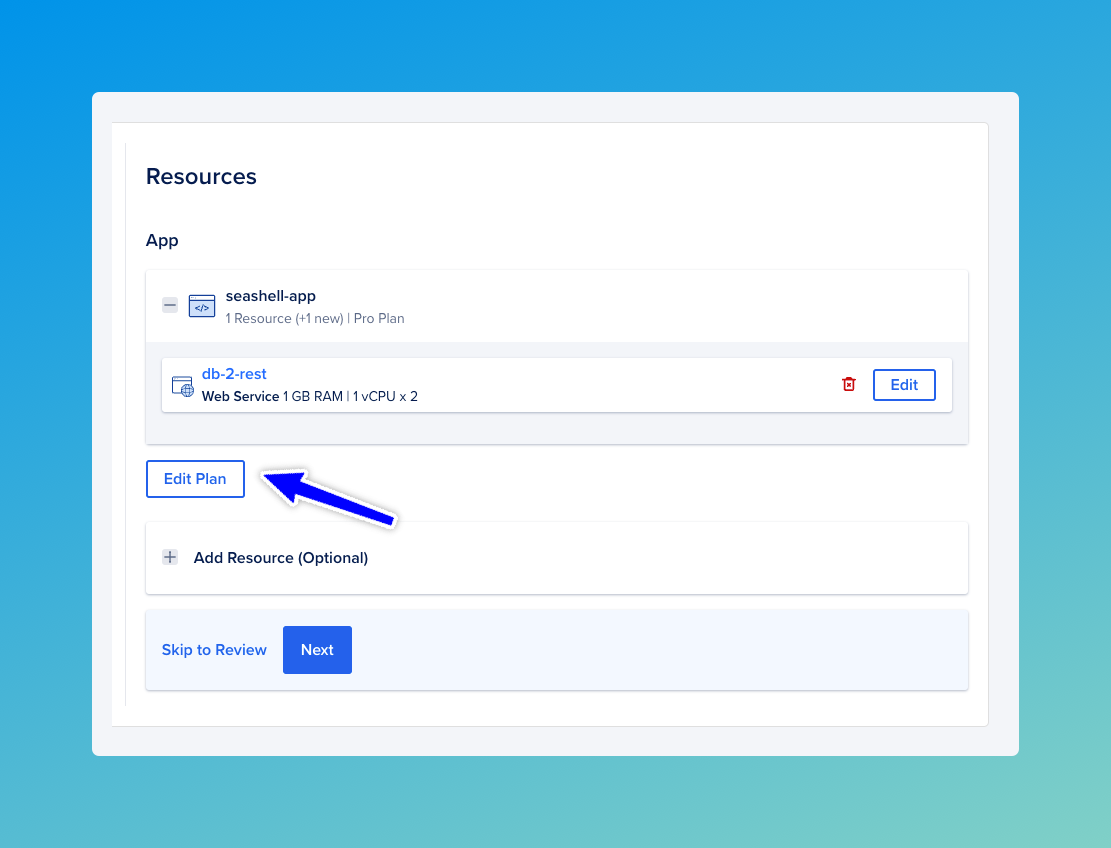 Resources
App
</>
seashell-app
1 Resource (+1 new) | Pro Plan
db-2-rest
Web Service 1 GB RAM | 1 vCPU x 2
Edit
Edit Plan
Add Resource (Optional)
Skip to Review
Next